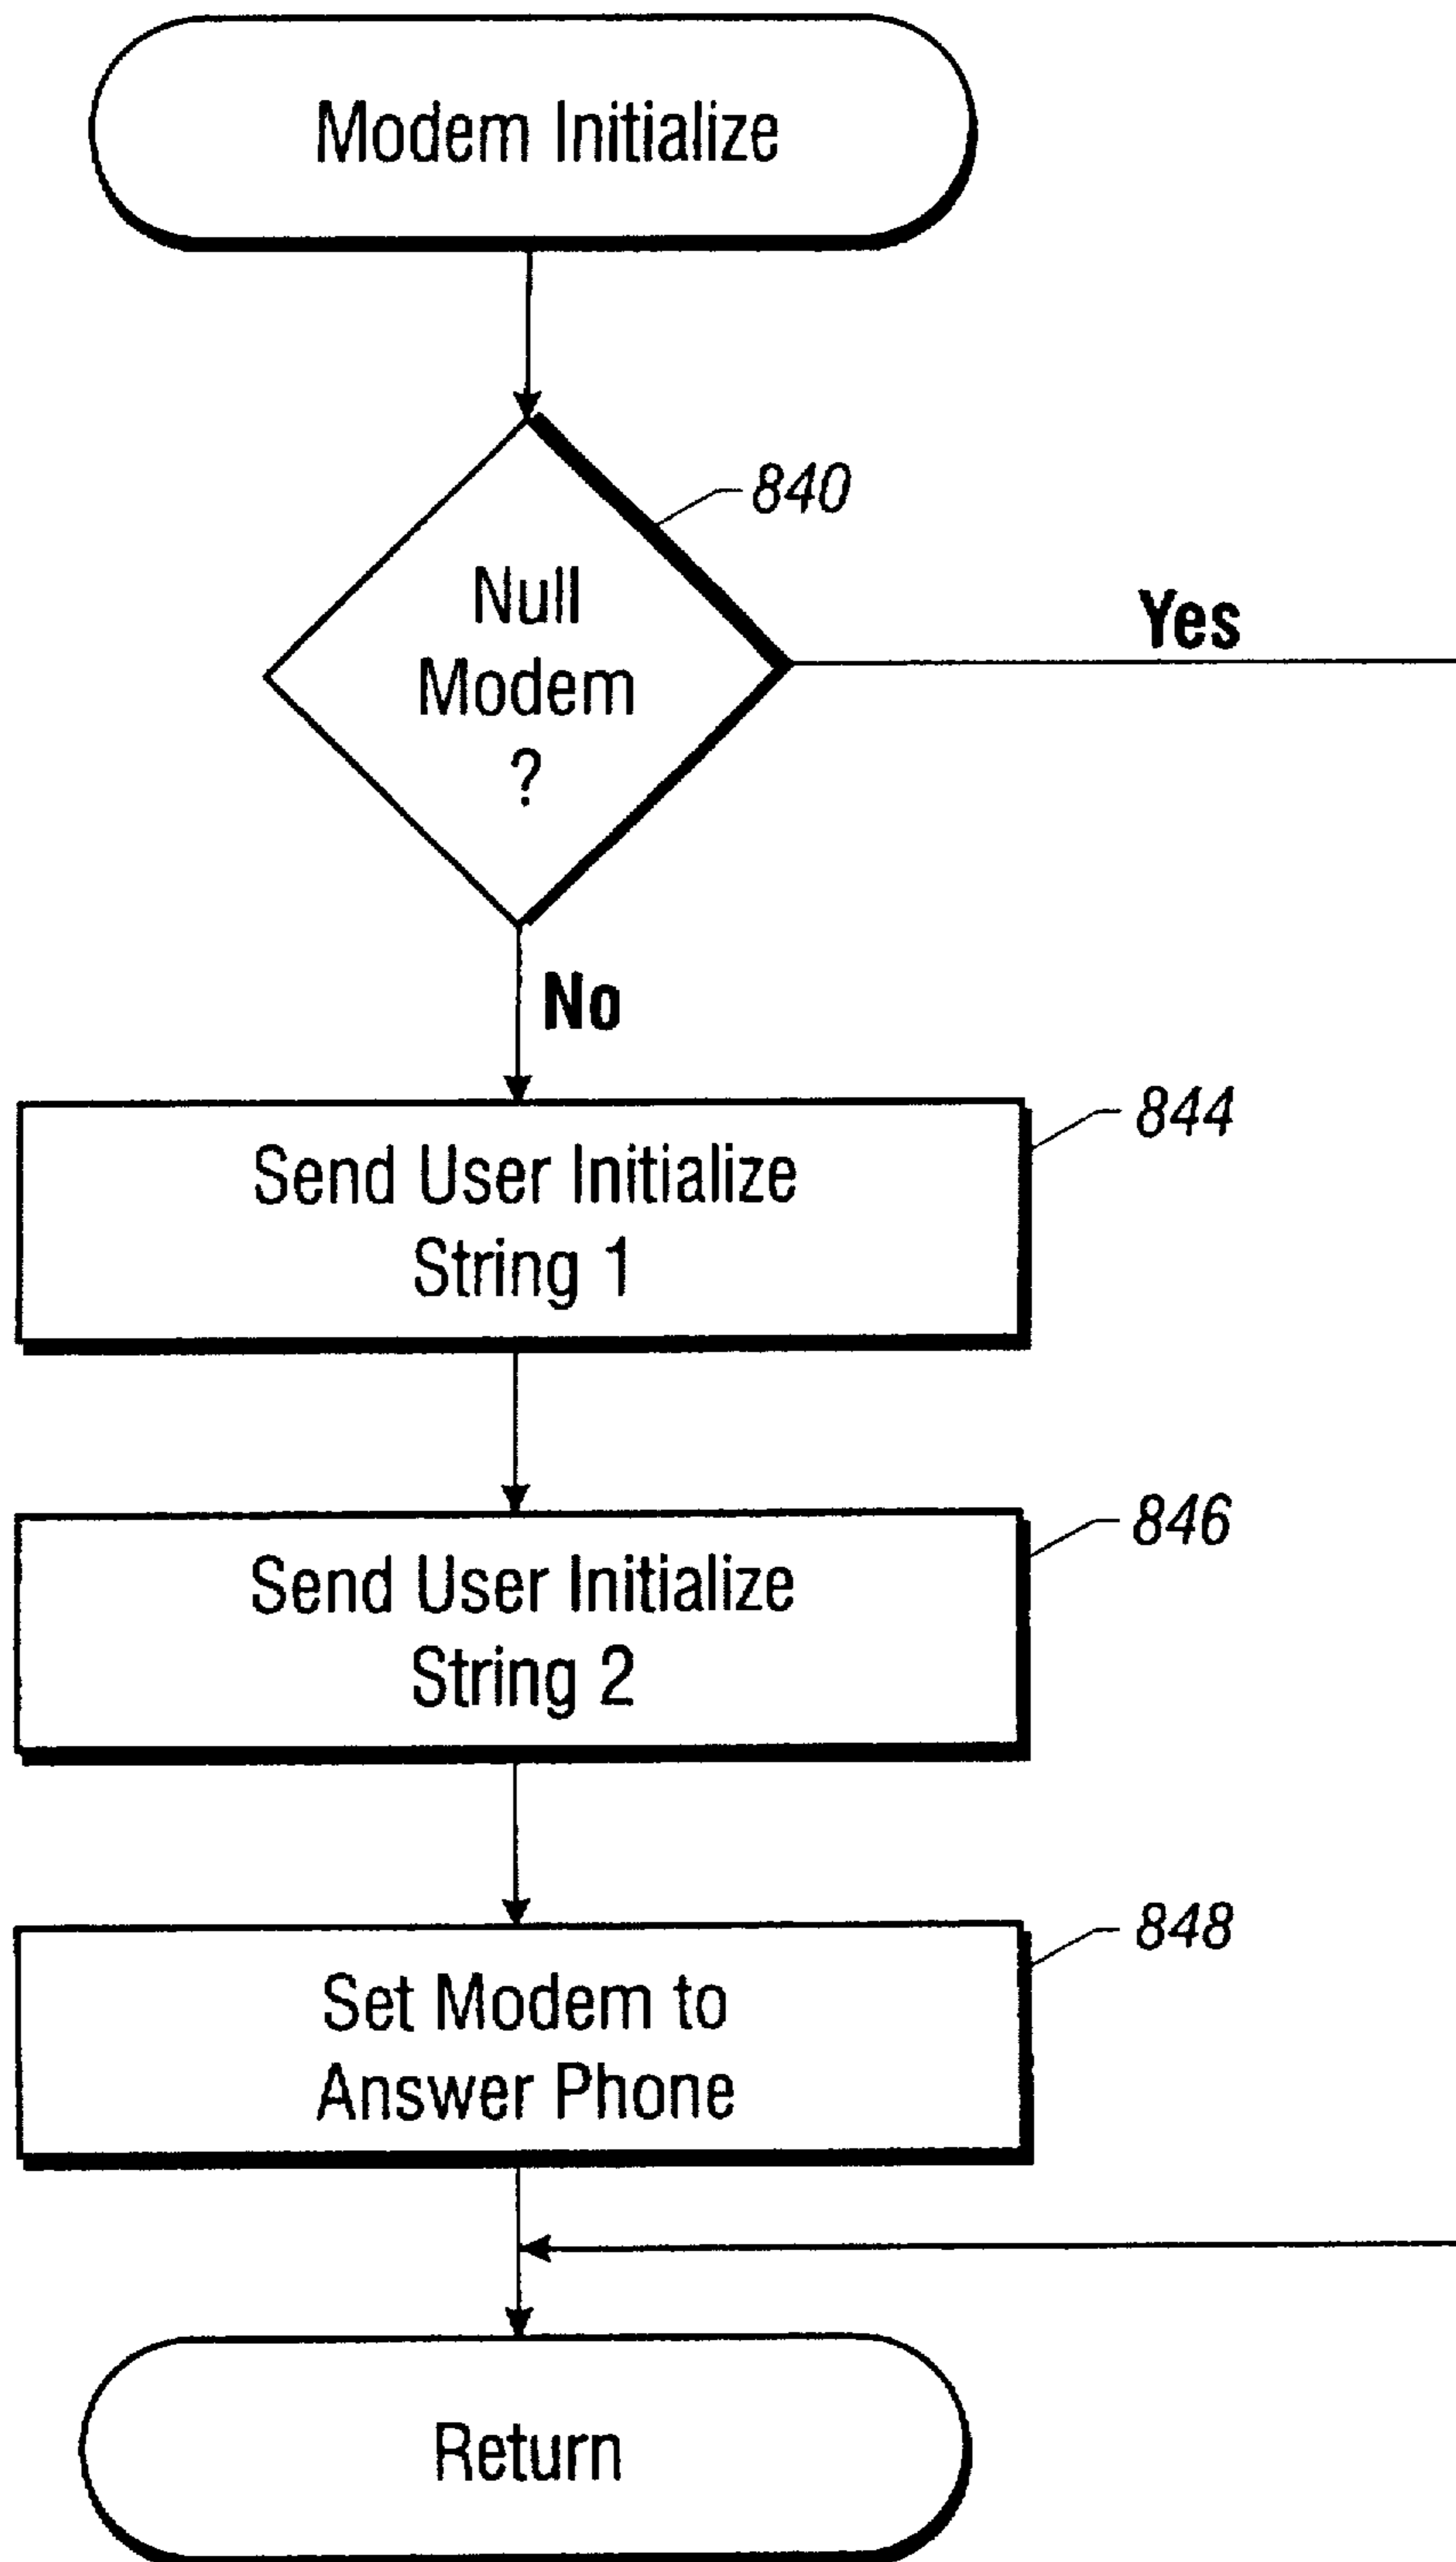 Modem Initialize
840
Null
Modem
?
Yes
No
844
Send User Initialize
String 1
846
Send User Initialize
String 2
848
Set Modem to
Answer Phone
Return